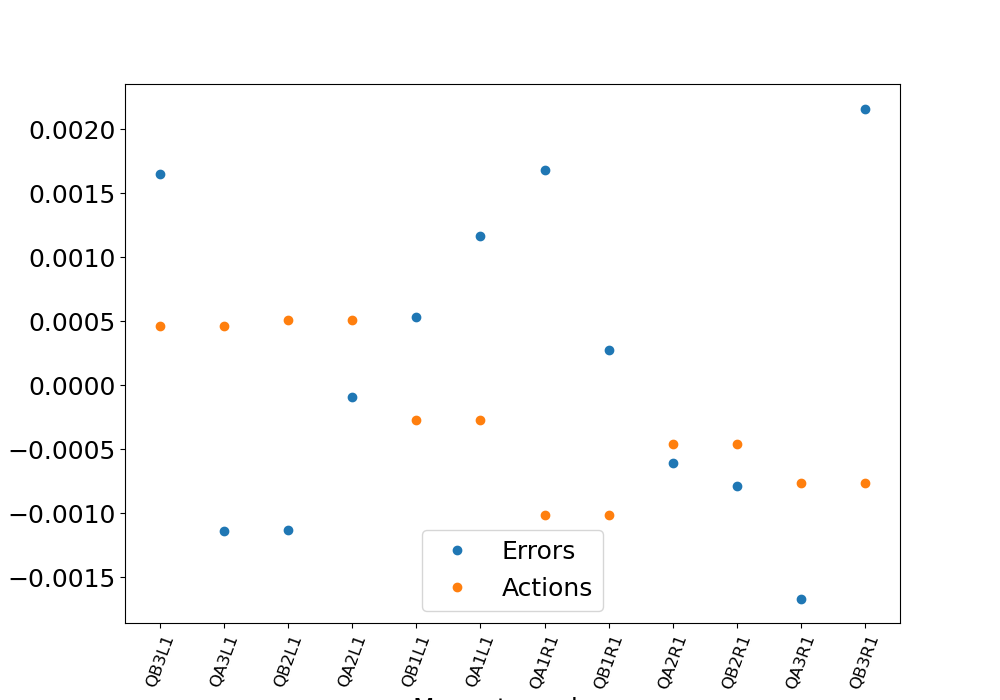 0.0020
0.0015
0.0010
0.0005
0.0000
−0.0005
−0.0010
−0.0015
Errors
Actions
QB3L1
QA3L1
QB2L1
QA2L1
QB1L1
QA1L1
QA1R1
QB1R1
QA2R1
QB2R1
QA3R1
QB3R1